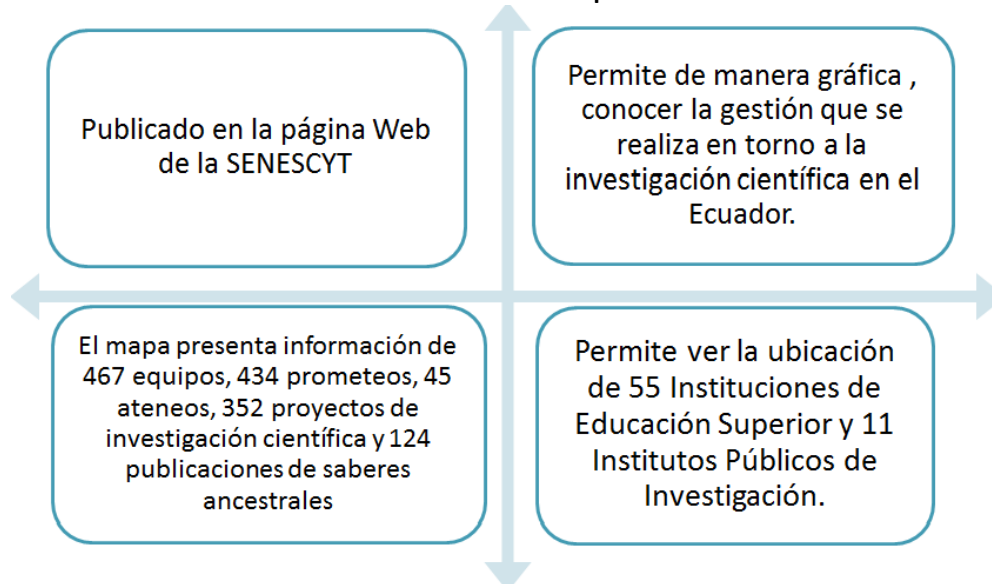 Publicado en la página Web
de la SENESCYT
Permite de manera gráfica ,
conocer la gestión que se
realiza en torno a la
investigación científica en el
Ecuador.
El mapa presenta información de
467 equipos, 434 prometeos, 45
ateneos, 352 proyectos de
investigación científica y 124
publicaciones de saberes
ancestrales
Permite ver la ubicación
de 55 Instituciones de
Educación Superior y 11
Institutos Públicos de
Investigación.